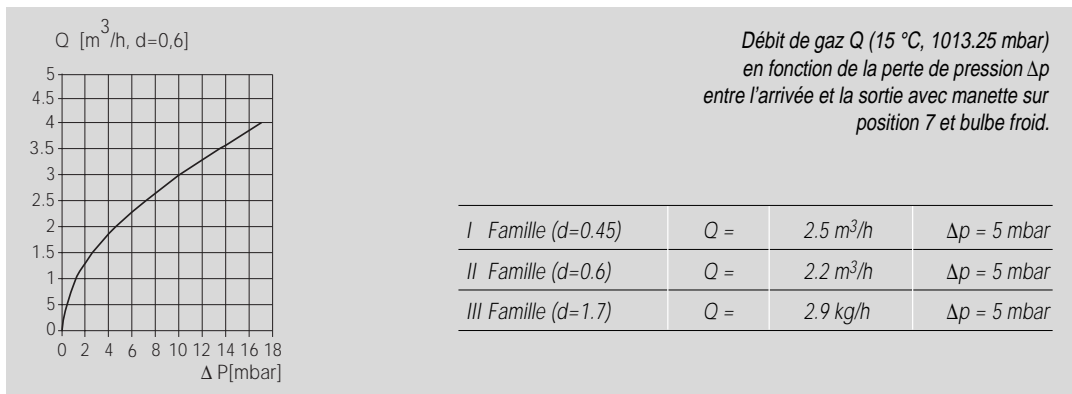 Q [m3/h, d=0,6]
5
4.5
4
3.5
3
2.5
2
1.5
1
5
0
0 2 4 6 8 10 12 14 16 18
Δ P[mbar]
Débit de gaz Q (15 °C, 1013.25 mbar)
en fonction de la perte de pression Δp
entre l'arrivée et la sortie avec manette sur
position 7 et bulbe froid.
I Famille (d=0.45) Q = 2.5 m3/h Δp = 5 mbar
II Famille (d=0.6) Q = 2.2 m3/h Δp = 5 mbar
III Famille (d=1.7) Q = 2.9 kg/h Δp = 5 mbar